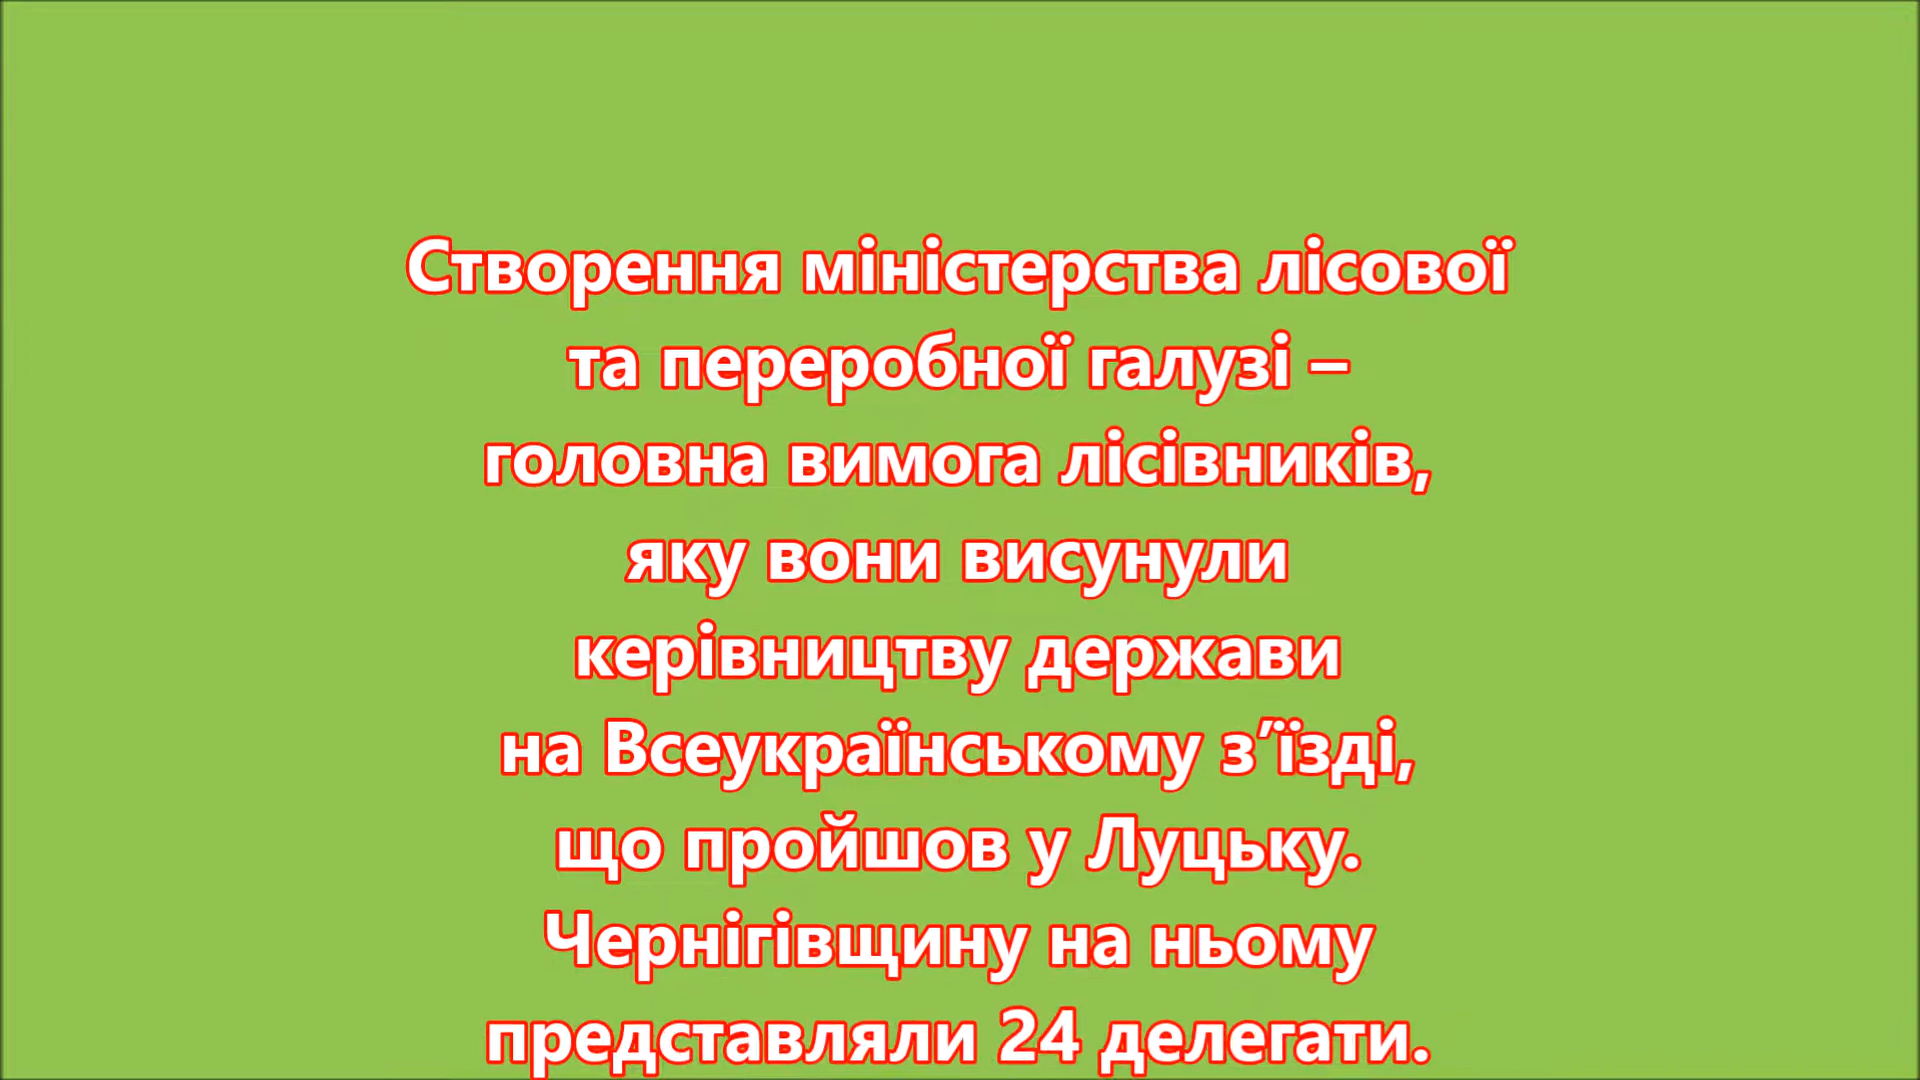 Створення міністерства лісової
та переробної галузі –
головна вимога лісівників,
яку вони висунули
керівництву держави
на Всеукраїнському з’їзді,
що пройшов у Луцьку.
Чернігівщину на ньому
представляли 24 делегати.